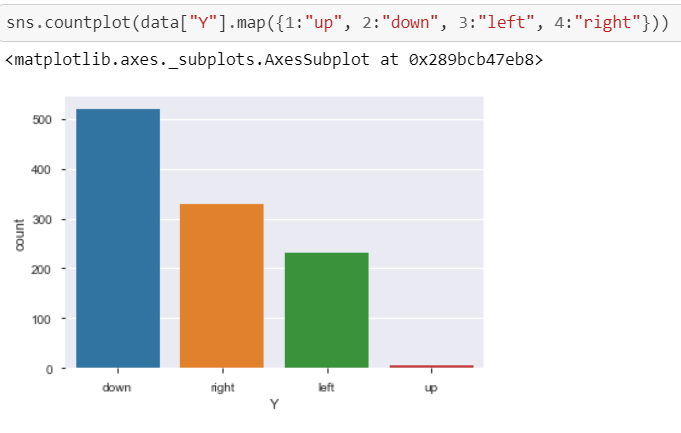 sns.countplot(data["Y"].map({1:"up", 2:"down", 3:"left", 4:"right"}))
<matplotlib.axes._subplots.AxesSubplot at 0x289bcb47eb8>
500
400
300
200
100
0
count
down right left up
Y